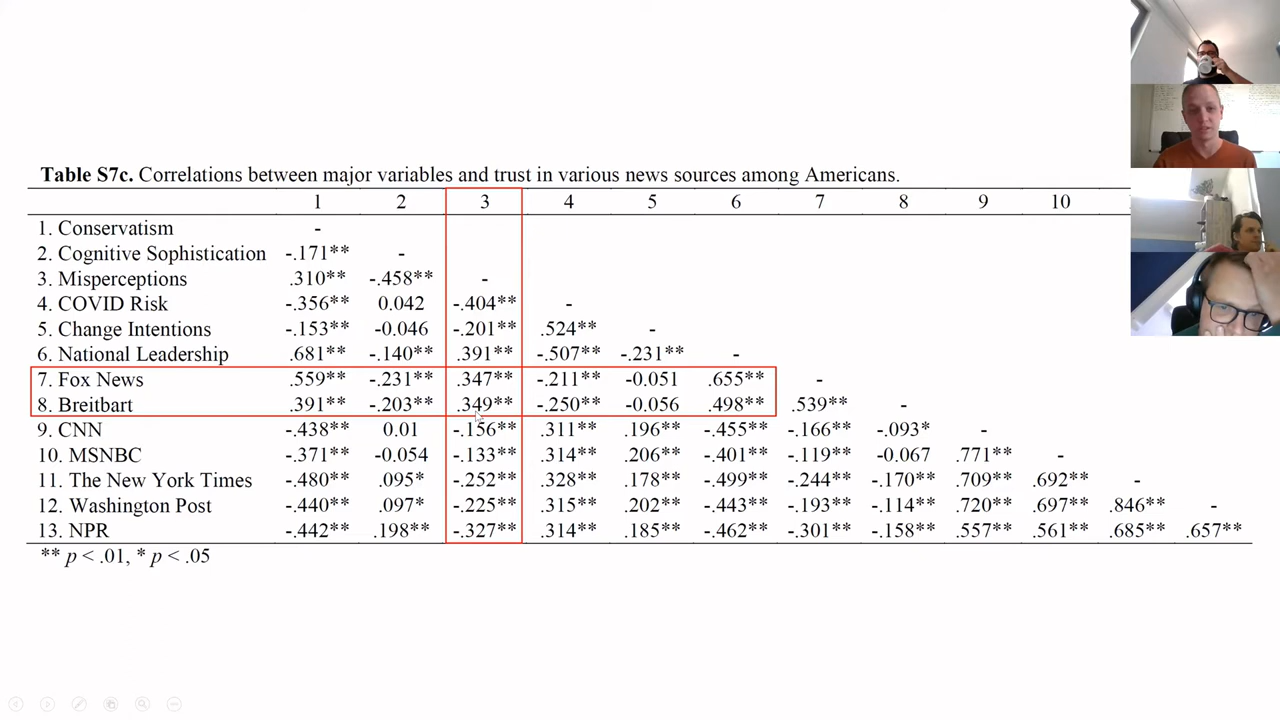 Table S7c. Correlations between major variables and trust in various news sources among Americans.
1 2 3 4 5 6 7 8 9 10
1. Conservatism -
2. Cognitive Sophistication -.171** -
3. Misperceptions .310** -.458** -
4. COVID Risk -.356** 0.042 -.404** -
5. Change Intentions -.153** -0.046 -.201** .524** -
6. National Leadership .681** -.140** .391** -.507** -.231** -
7. Fox News .559** -.231** .347** -.211** -0.051 .655** -
8. Breitbart .391** -.203** .349** -.250** -0.056 .498** .539** -
9. CNN -.438** 0.01 -.156** .311** .196** -.455** -.166** -.093* -
10. MSNBC -.371** -0.054 -.133** .314** .206** -.401** -.119** -0.067 .771** -
11. The New York Times -.480** .095* -.252** .328** .178** -.499** -.244** -.170** .709** .692** -
12. Washington Post -.440** .097* -.225** .315** .202** -.443** -.193** -.114** .720** .697** .846** -
13. NPR -.442** .198** -.327** .314** .185** -.462** -.301** -.158** .557** .561** .685** .657**
** p < .01, * p < .05